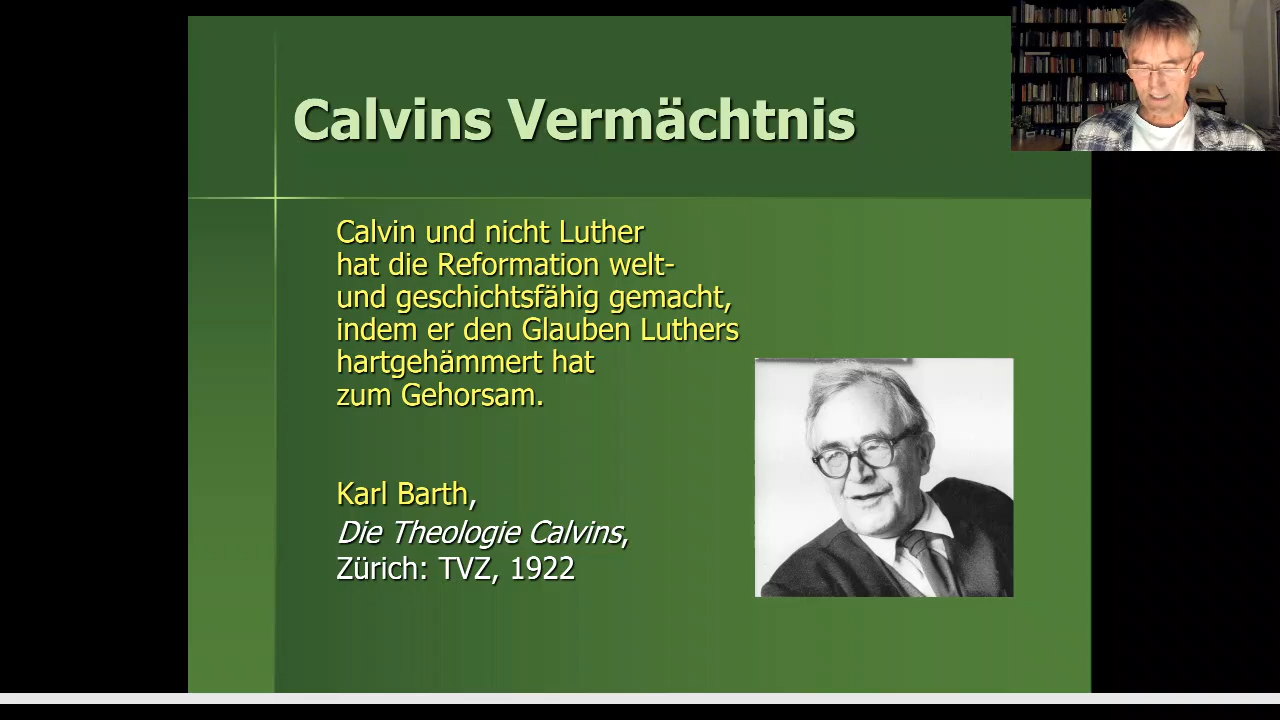 Calvins Vermächtnis
Calvin und nicht Luther
hat die Reformation welt-
und geschichtsfähig gemacht,
indem er den Glauben Luthers
hartgehämmert hat
zum Gehorsam.
Karl Barth,
Die Theologie Calvins,
Zürich: TVZ, 1922